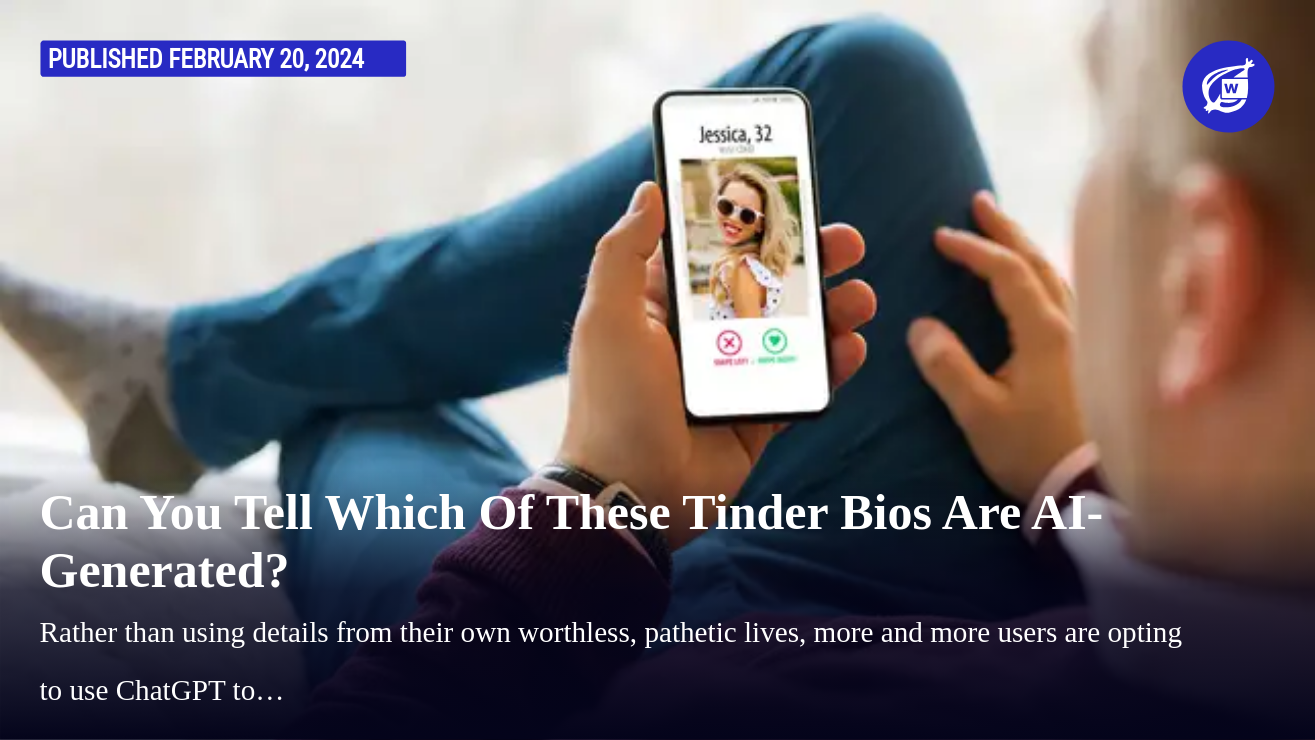 PUBLISHED FEBRUARY 20, 2024
W
Jessica, 32
Can You Tell Which Of These Tinder Bios Are AI-
Generated?
Rather than using details from their own worthless, pathetic lives, more and more users are opting
to use ChatGPT to…